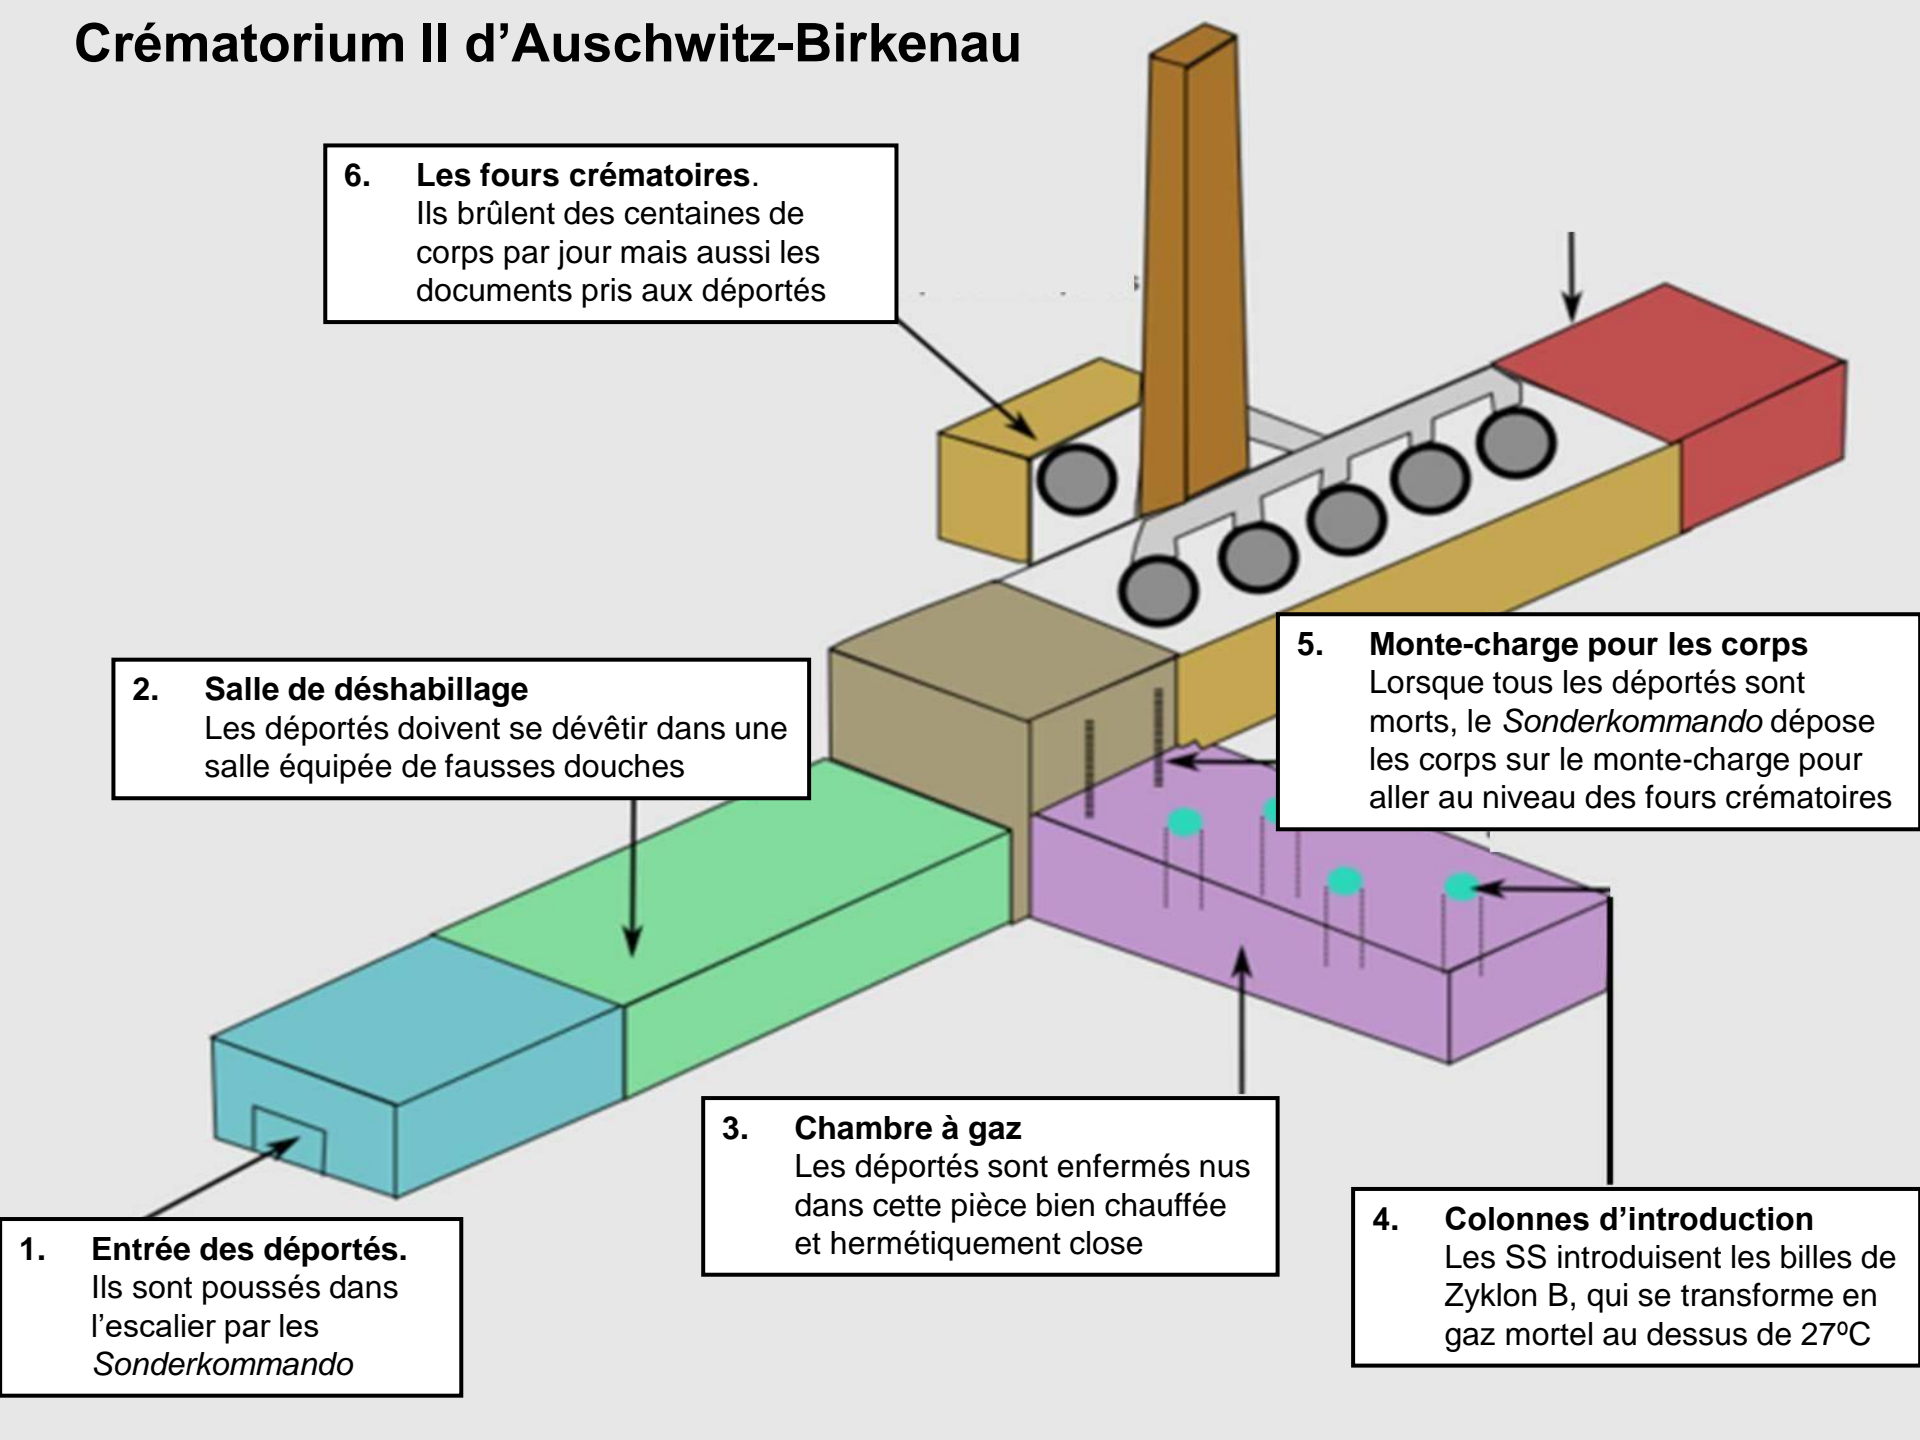 Crématorium II d’Auschwitz-Birkenau
6. Les fours crématoires.
Ils brûlent des centaines de
corps par jour mais aussi les
documents pris aux déportés
2. Salle de déshabillage
Les déportés doivent se dévêtir dans une
salle équipée de fausses douches
5. Monte-charge pour les corps
Lorsque tous les déportés sont
morts, le Sonderkommando dépose
les corps sur le monte-charge pour
aller au niveau des fours crématoires
3. Chambre à gaz
Les déportés sont enfermés nus
dans cette pièce bien chauffée
et hermétiquement close
4. Colonnes d’introduction
Les SS introduisent les billes de
Zyklon B, qui se transforme en
gaz mortel au dessus de 27ºC
1. Entrée des déportés.
Ils sont poussés dans
l’escalier par les
Sonderkommando